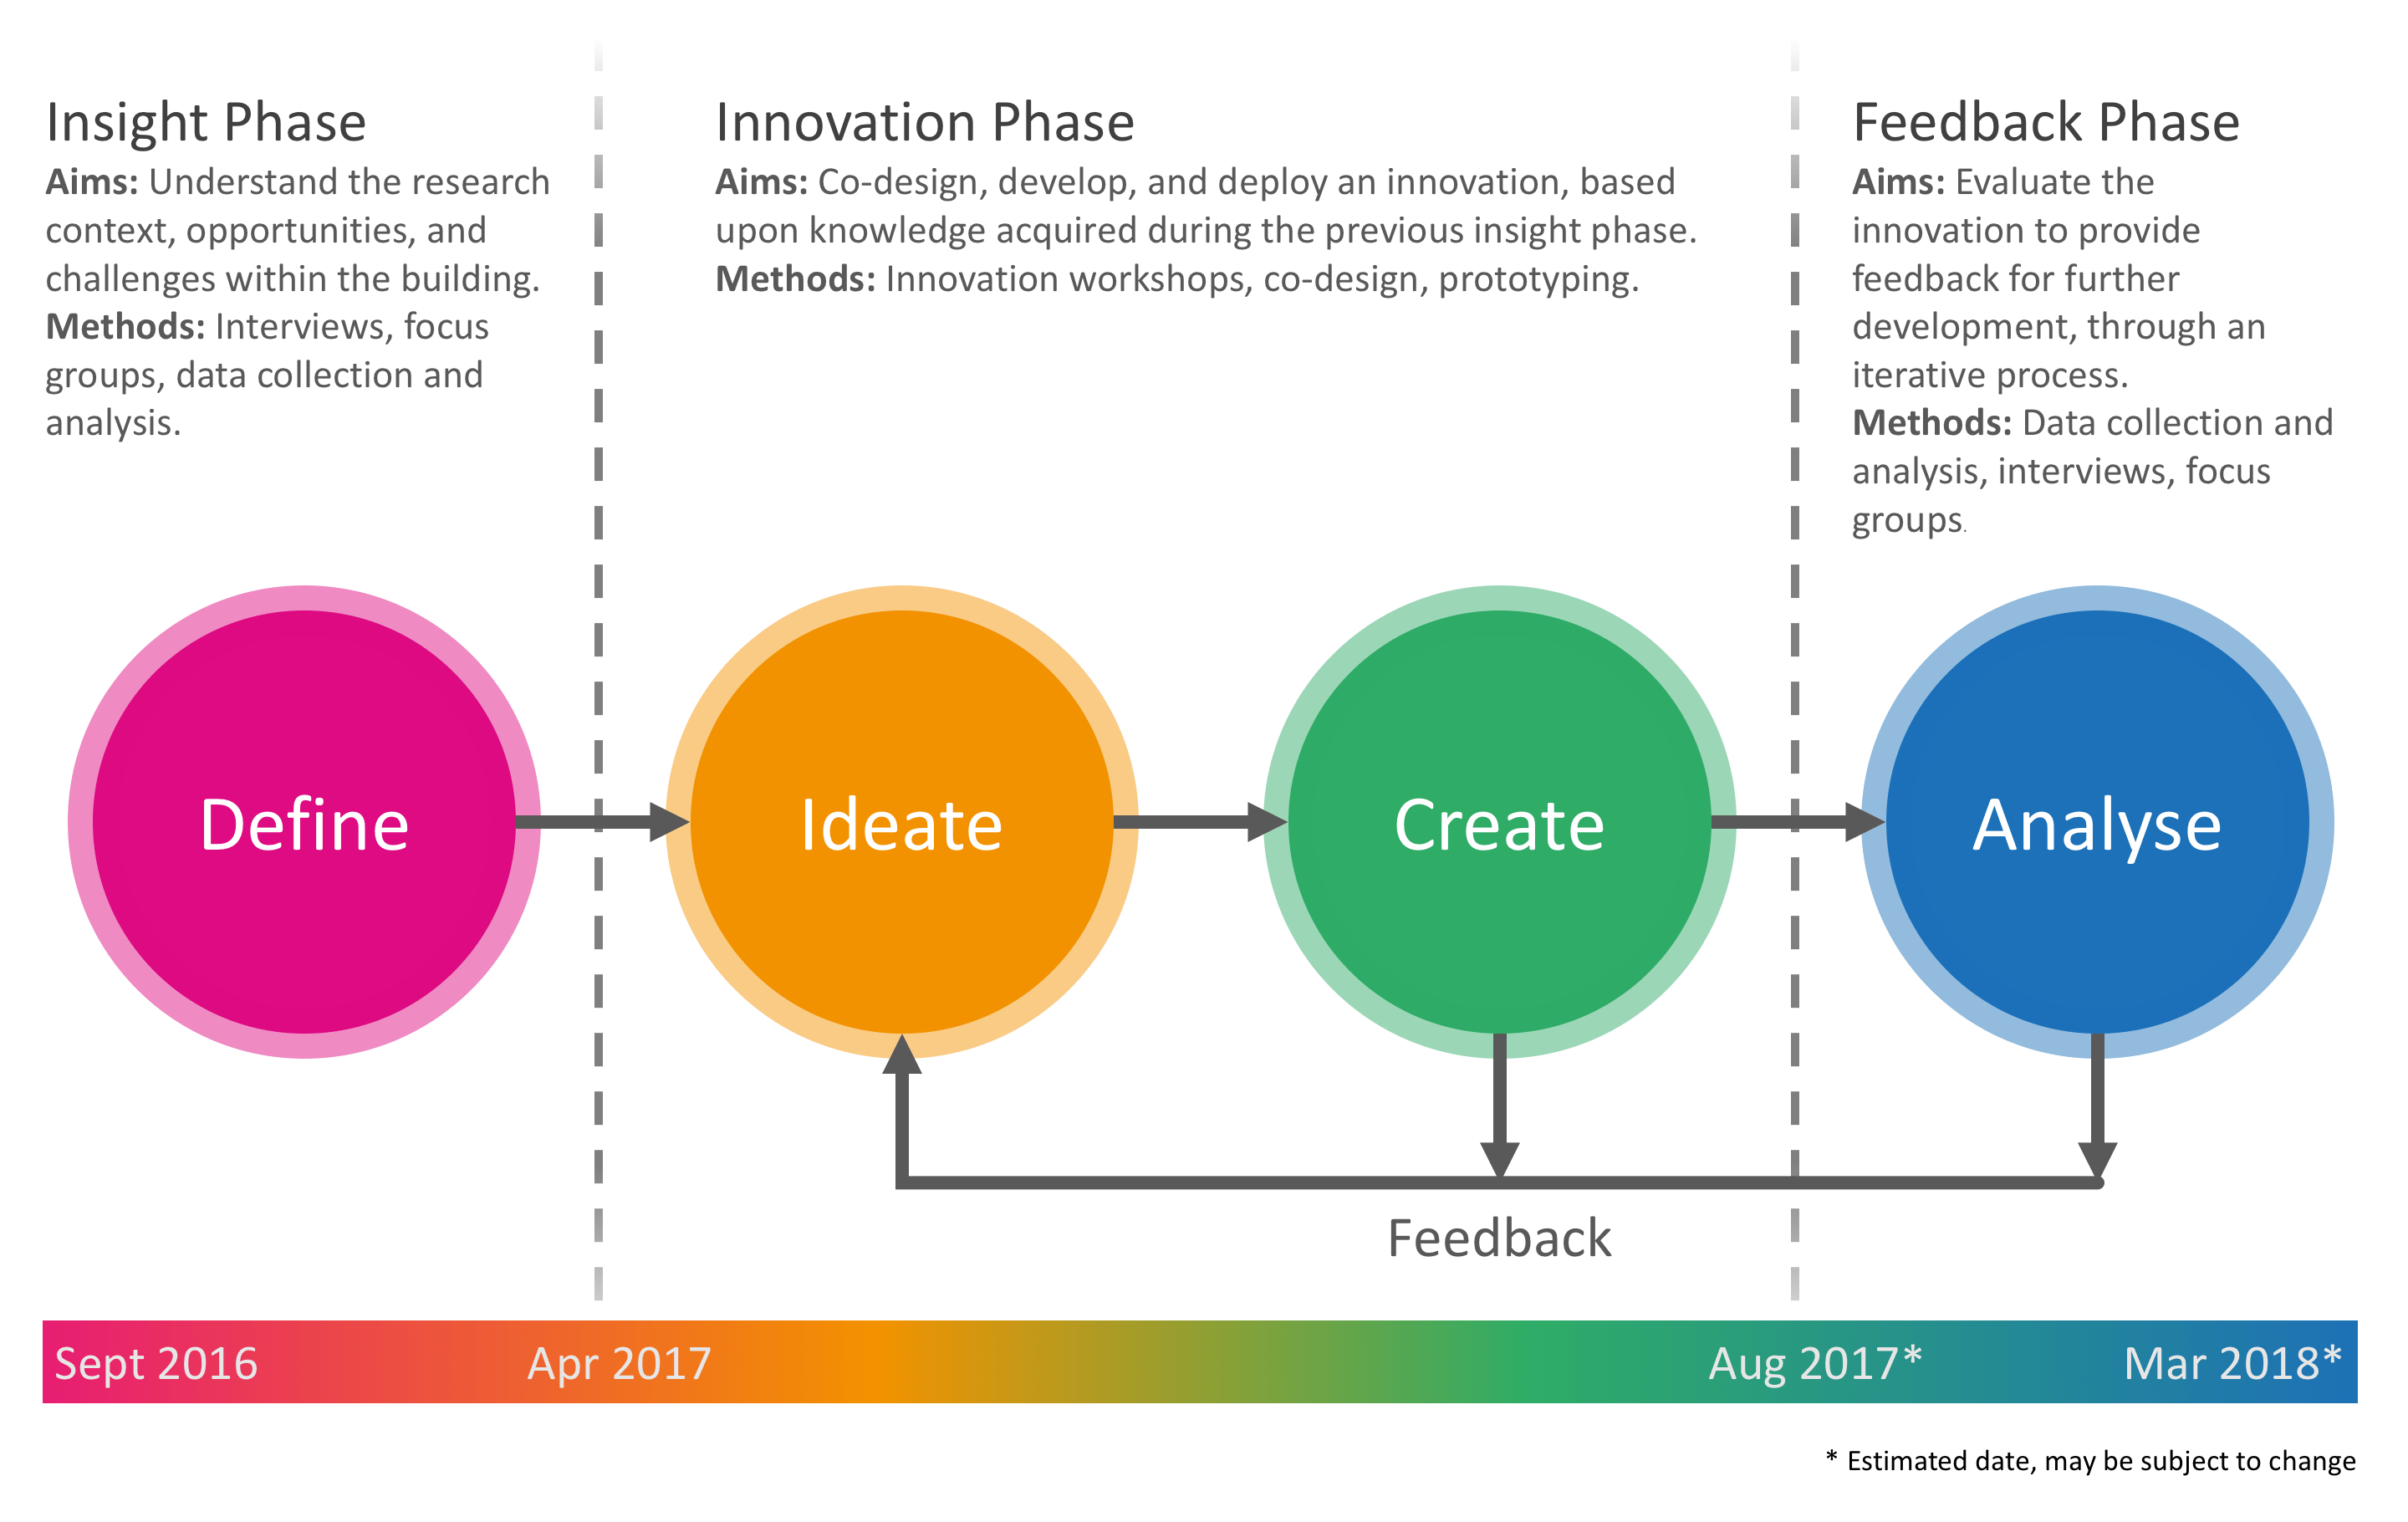 Insight Phase
Aims: Understand the research
context, opportunities, and
challenges within the building.
Methods: Interviews, focus
groups, data collection and
analysis.
Innovation Phase
Aims: Co-design, develop, and deploy an innovation, based
upon knowledge acquired during the previous insight phase.
Methods: Innovation workshops, co-design, prototyping.
Feedback Phase
Aims: Evaluate the
innovation to provide
feedback for further
development, through an
iterative process.
Methods: Data collection and
analysis, interviews, focus
groups.
Define
Ideate
Create
Analyse
Feedback
Sept 2016
Apr 2017
Aug 2017*
Mar 2018*
* Estimated date, may be subject to change